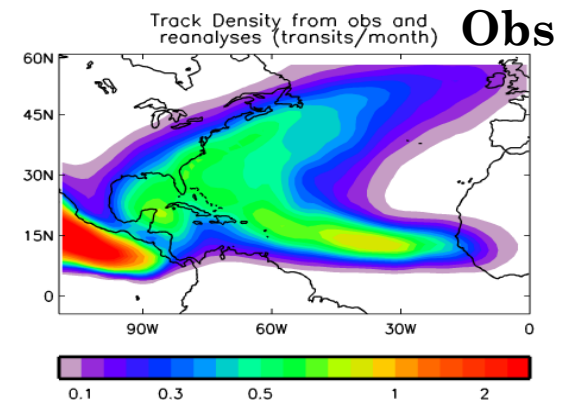 Track Density from obs and
reanalyses (transits/month)
Obs
60N
45N
30N
15N
0
90W 60W 30W 0
0.1 0.3 0.5 1 2